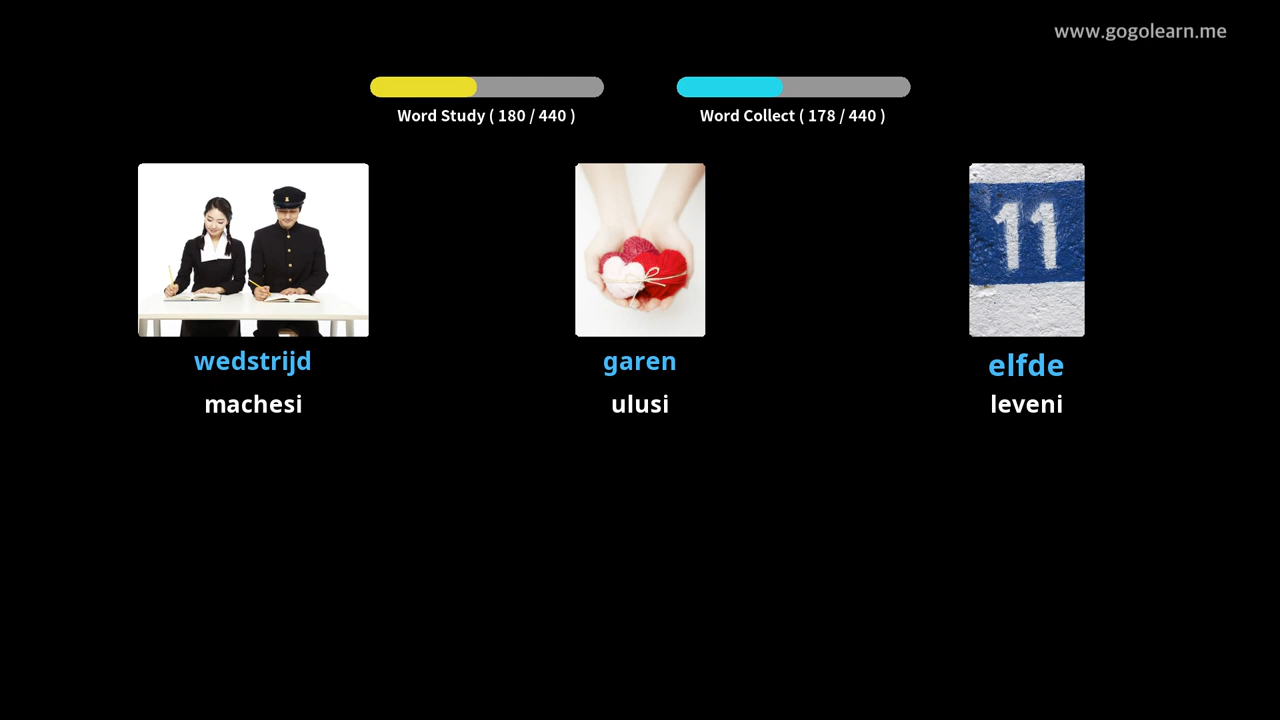 www.gogolearn.me
Word Study ( 180 / 440 )
Word Collect ( 178 / 440 )
11
wedstrijd
garen
elfde
machesi
ulusi
leveni